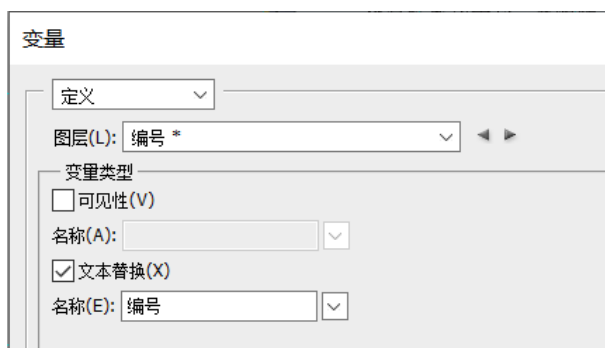 变量
定义
图层(L): 编号 *
变量类型
可见性(V)
名称(A):
文本替换(X)
名称(E): 编号